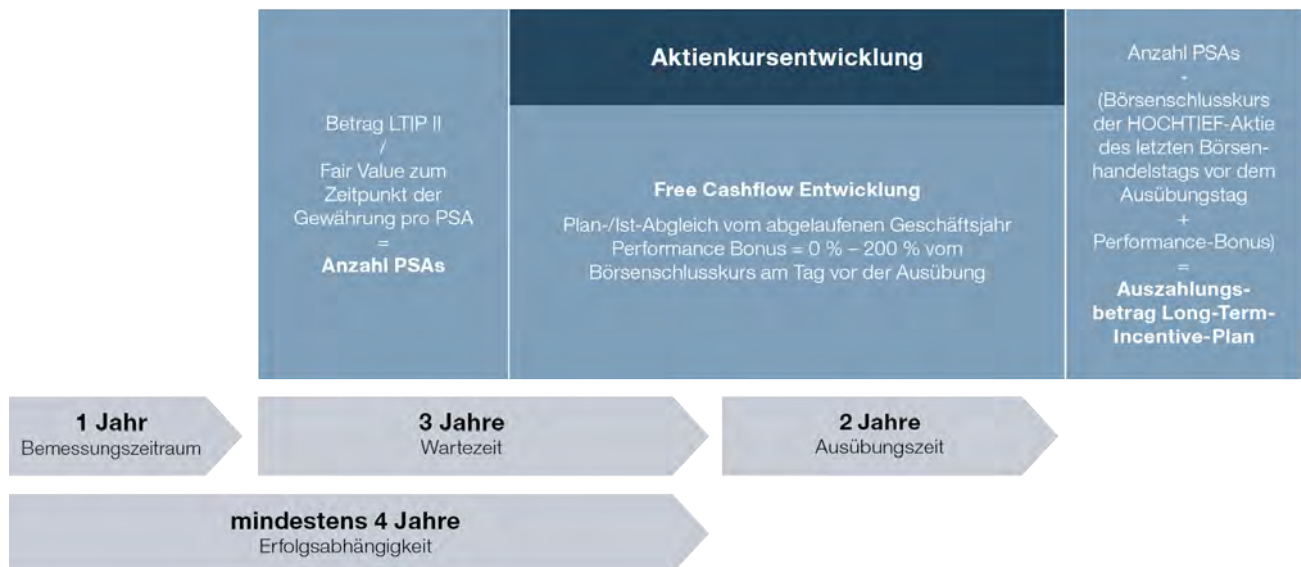 Betrag LTIP II
/
Fair Value zum
Zeitpunkt der
Gewährung pro PSA
=
Anzahl PSAs
Aktienkursentwicklung
Free Cashflow Entwicklung
Plan-/Ist-Abgleich vom abgelaufenen Geschäftsjahr
Performance Bonus = 0 % – 200 % vom
Börsenschlusskurs am Tag vor der Ausübung
Anzahl PSAs
*
(Börsenschlusskurs
der HOCHTIEF-Aktie
des letzten Börsen-
handelstags vor dem
Ausübungstag
+
Performance-Bonus)
=
Auszahlungs-
betrag Long-Term-
Incentive-Plan
1 Jahr
Bemessungszeitraum
3 Jahre
Wartezeit
2 Jahre
Ausübungszeit
mindestens 4 Jahre
Erfolgsabhängigkeit